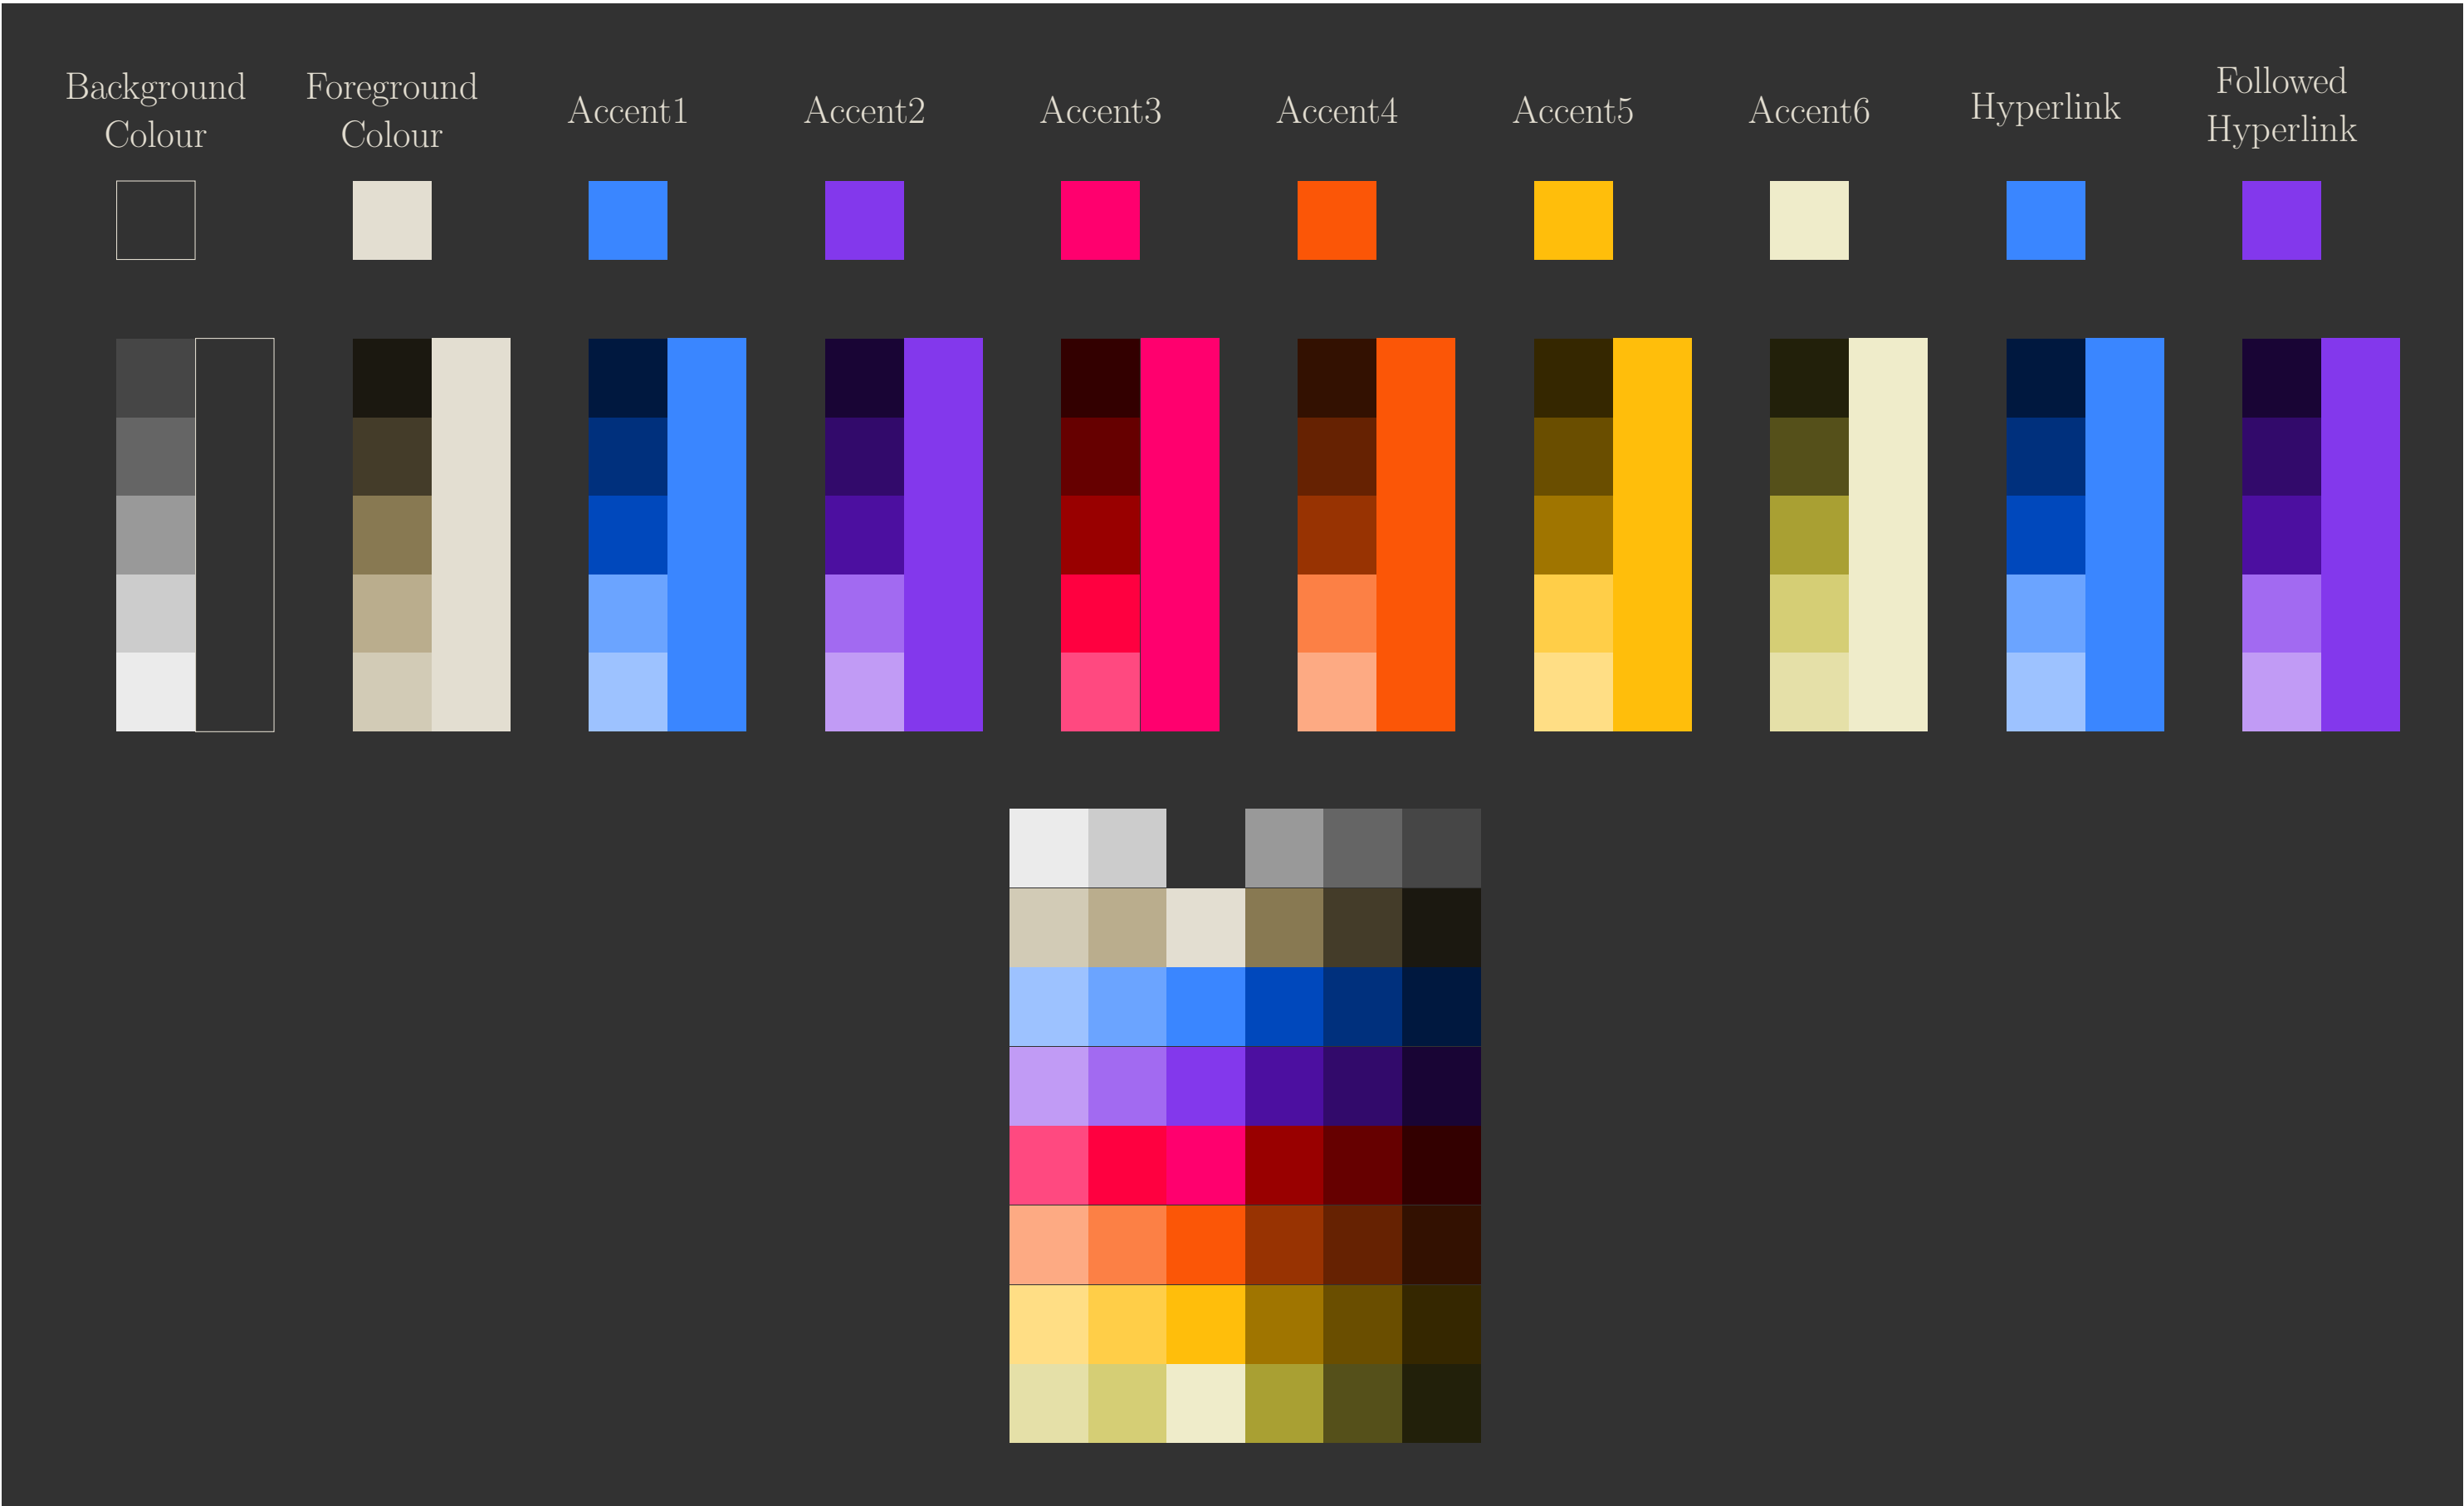 Background
Colour
Foreground
Colour
Accent1
Accent2
Accent3
Accent4
Accent5
Accent6
Hyperlink
Followed
Hyperlink